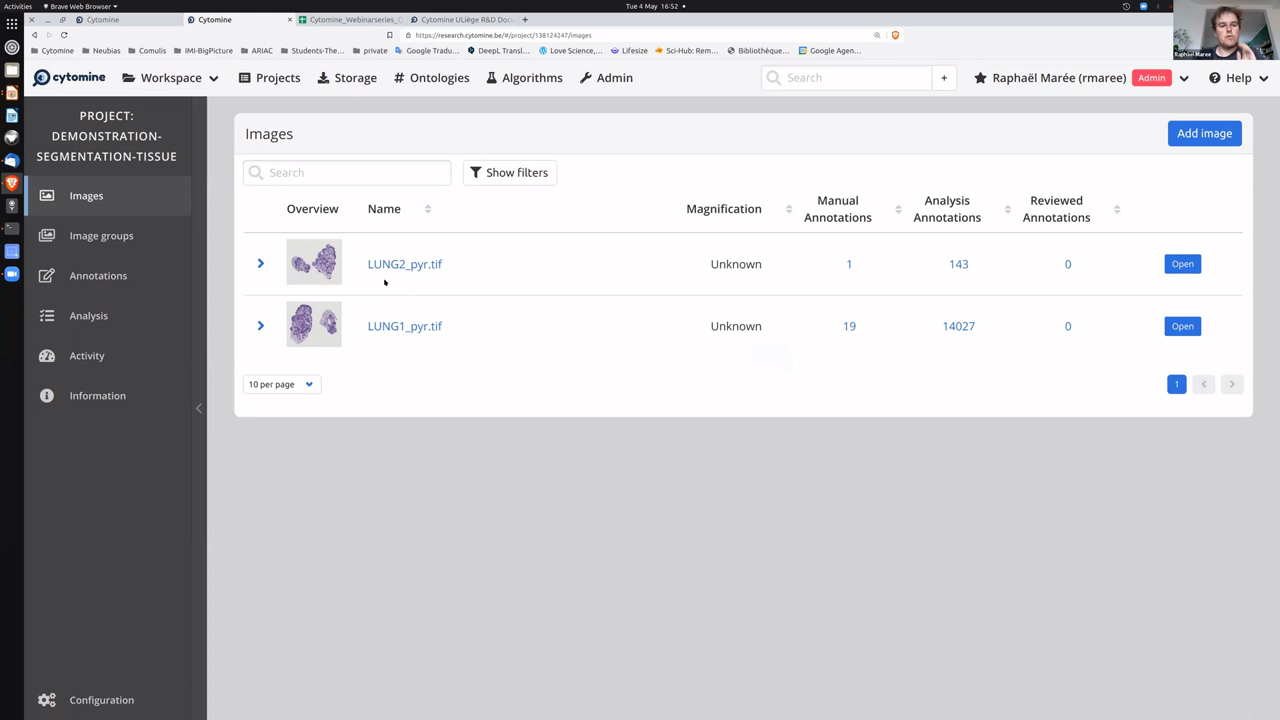 Activities
Brave Web Browser
Tue 4 May 16:52
Cytomine
Cytomine
Cytomine_Webinarseries_
Cytomine ULiège R&D Docu
https://research.cytomine.be/#/project/138124247/images
Cytomine
Neubias
Comulis
IMI-BigPicture
ARIAC
Students-The...
private
Google Tradu...
DeepL Transl...
Love Science,...
Lifesize
Sci-Hub: Rem...
Bibliothèque...
Google Agen...
Raphaël Marée
cytomine
Workspace
Projects
Storage
Ontologies
Algorithms
Admin
Search
+
Raphaël Marée (rmaree)
Admin
Help
PROJECT:
DEMONSTRATION-
SEGMENTATION-TISSUE
Images
Image groups
Annotations
Analysis
Activity
Information
Configuration
Images
Add image
Search
Show filters
Overview
Name
Magnification
Manual
Annotations
Analysis
Annotations
Reviewed
Annotations
LUNG2_pyr.tif
Unknown
1
143
0
Open
LUNG1_pyr.tif
Unknown
19
14027
0
Open
10 per page
1